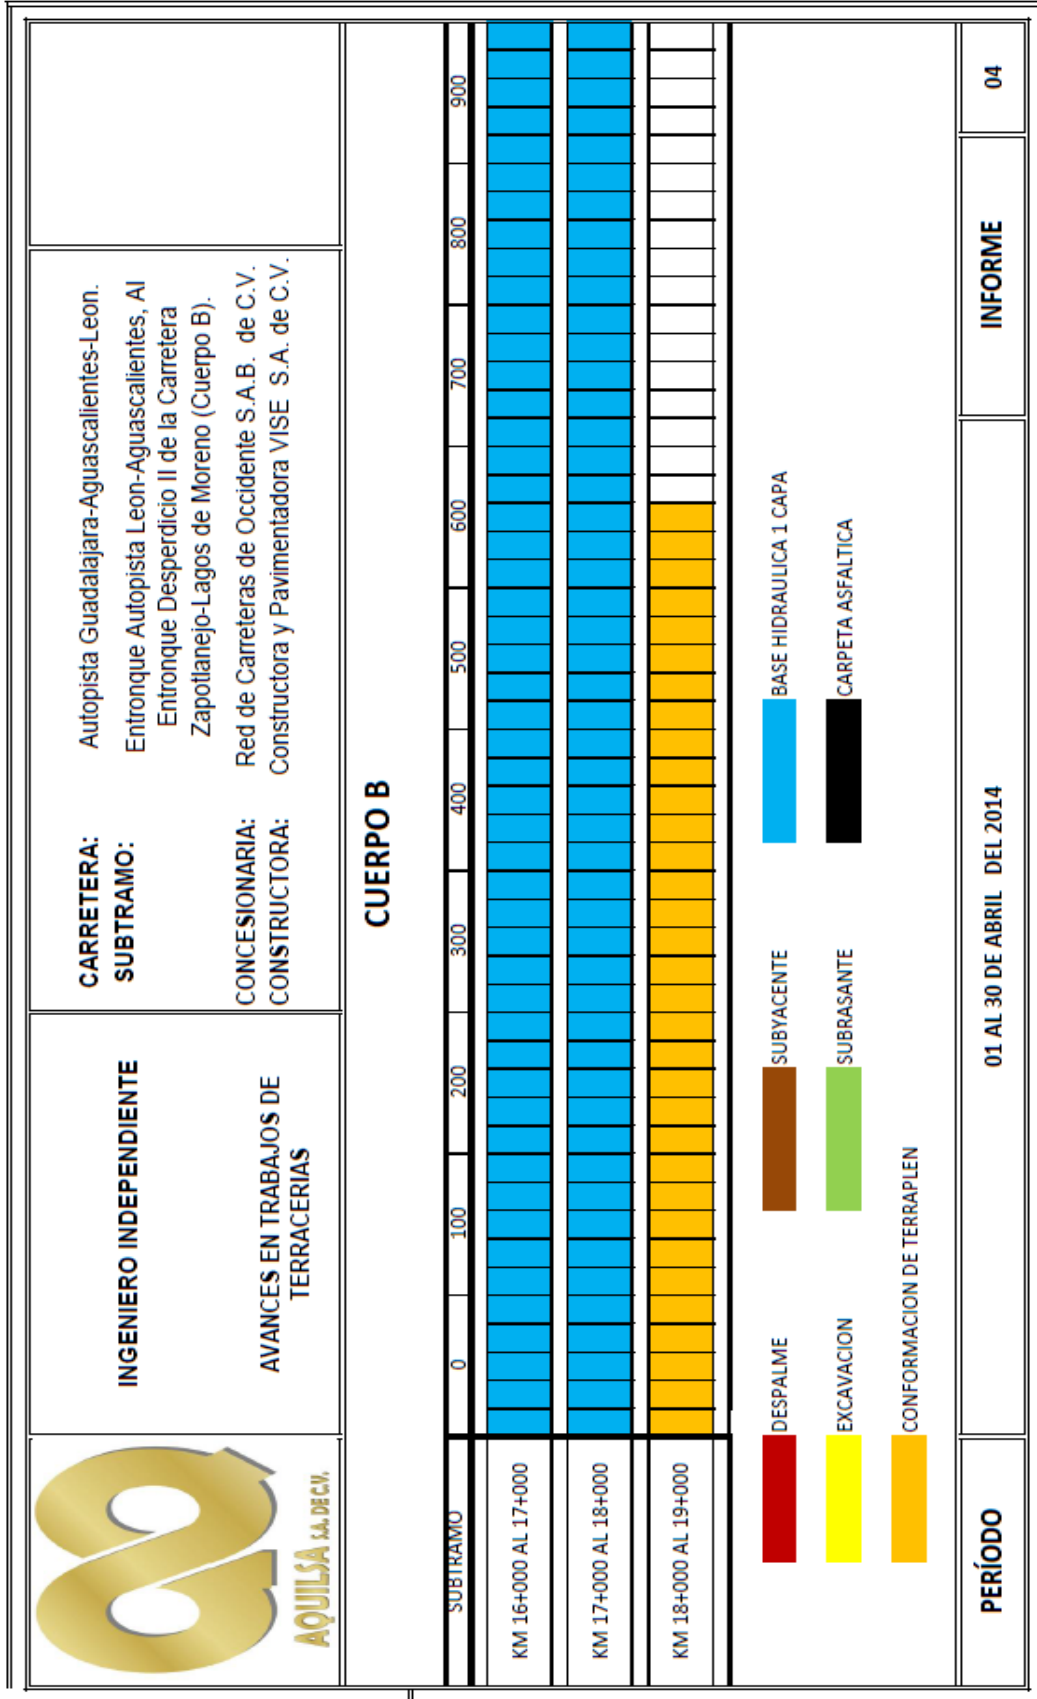 AQUILSA S.A. DE C.V.
INGENIERO INDEPENDIENTE
AVANCES EN TRABAJOS DE
TERRACERIAS
CARRETERA: Autopista Guadalajara-Aguascalientes-Leon.
SUBTRAMO: Entronque Autopista Leon-Aguascalientes, Al
Entronque Desperdicio II de la Carretera
Zapotlanejo-Lagos de Moreno (Cuerpo B).
CONCESIONARIA: Red de Carreteras de Occidente S.A.B. de C.V.
CONSTRUCTORA: Constructora y Pavimentadora VISE S.A. de C.V.
CUERPO B
SUBTRAMO 0 100 200 300 400 500 600 700 800 900
KM 16+000 AL 17+000
KM 17+000 AL 18+000
KM 18+000 AL 19+000
DESPALME SUBYACENTE BASE HIDRAULICA 1 CAPA
EXCAVACION SUBRASANTE CARPETA ASFALTICA
CONFORMACION DE TERRAPLEN
PERÍODO 01 AL 30 DE ABRIL DEL 2014 INFORME 04